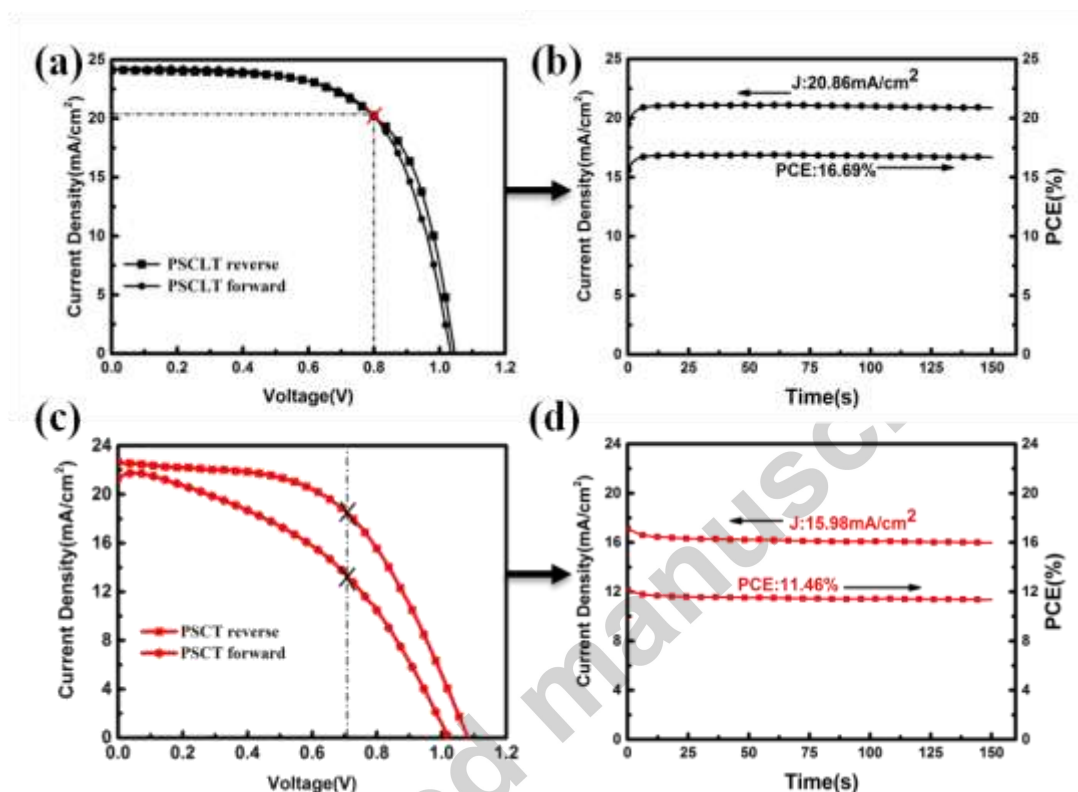 (a)
25
20
15
10
5
0
Current Density(mA/cm²)
PSCLT reverse
PSCLT forward
0.0 0.2 0.4 0.6 0.8 1.0 1.2
Voltage(V)
(b)
25
20
15
10
5
0
Current Density(mA/cm²)
J:20.86mA/cm²
PCE:16.69%
25
20
15
10
5
0
PCE(%)
0 25 50 75 100 125 150
Time(s)
(c)
24
20
16
12
8
4
0
Current Density(mA/cm²)
PSCT reverse
PSCT forward
0.0 0.2 0.4 0.6 0.8 1.0 1.2
Voltage(V)
(d)
24
20
16
12
8
4
0
Current Density(mA/cm²)
J:15.98mA/cm²
PCE:11.46%
24
20
16
12
8
4
0
PCE(%)
0 25 50 75 100 125 150
Time(s)
ed manusc